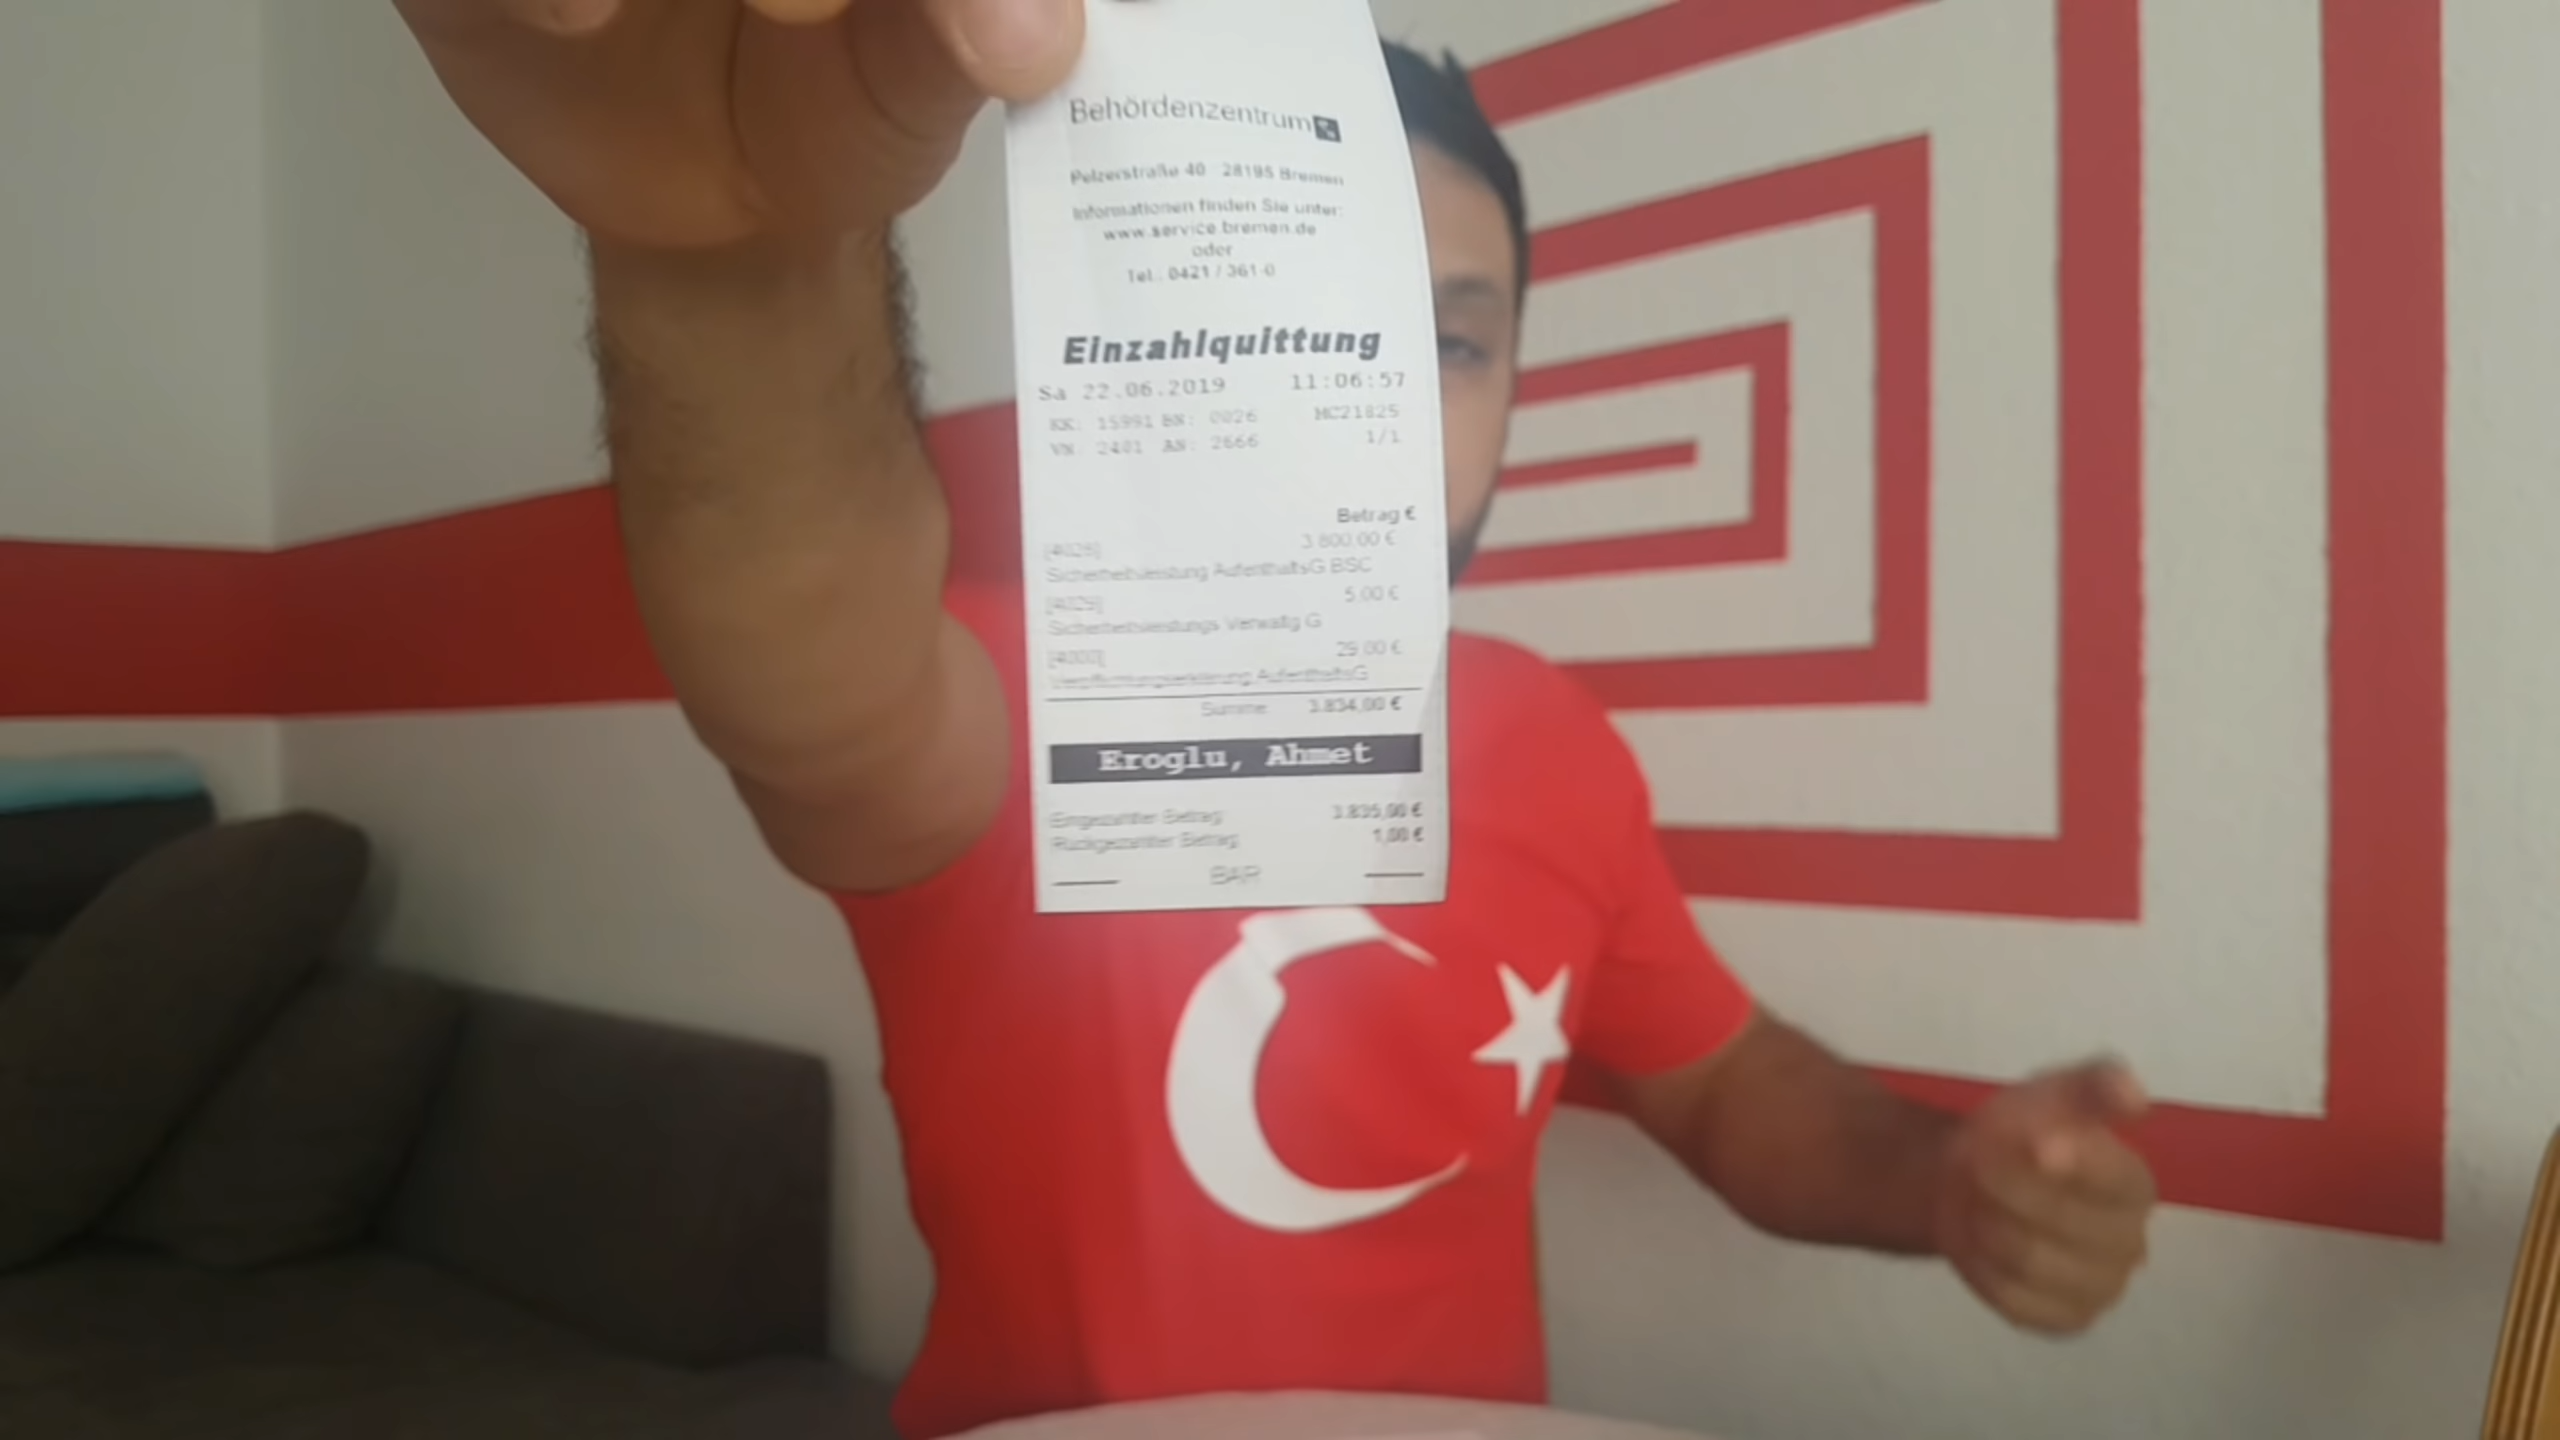 Behördenzentrum
Pelzerstraße 40 28195 Bremen
Informationen finden Sie unter:
www.service.bremen.de
oder
Tel.: 0421 / 361-0
Einzahlquittung
Sa 22.06.2019 11:06:57
KK: 15991 BN: 0026 MC21825
VN: 2401 AN: 2666 1/1
Betrag €
[4028] 3.800,00 €
Sicherheitsleistung AufenthaltsG BSC
[4029] 5,00 €
Sicherheitsleistungs Verwaltg G
29,00 €
Verpflichtungserklärung AufenthaltsG
Summe 3.834,00 €
Eroglu, Ahmet
Eingezahlter Betrag: 3.835,00 €
Rückgezahlter Betrag: 1,00 €
BAR